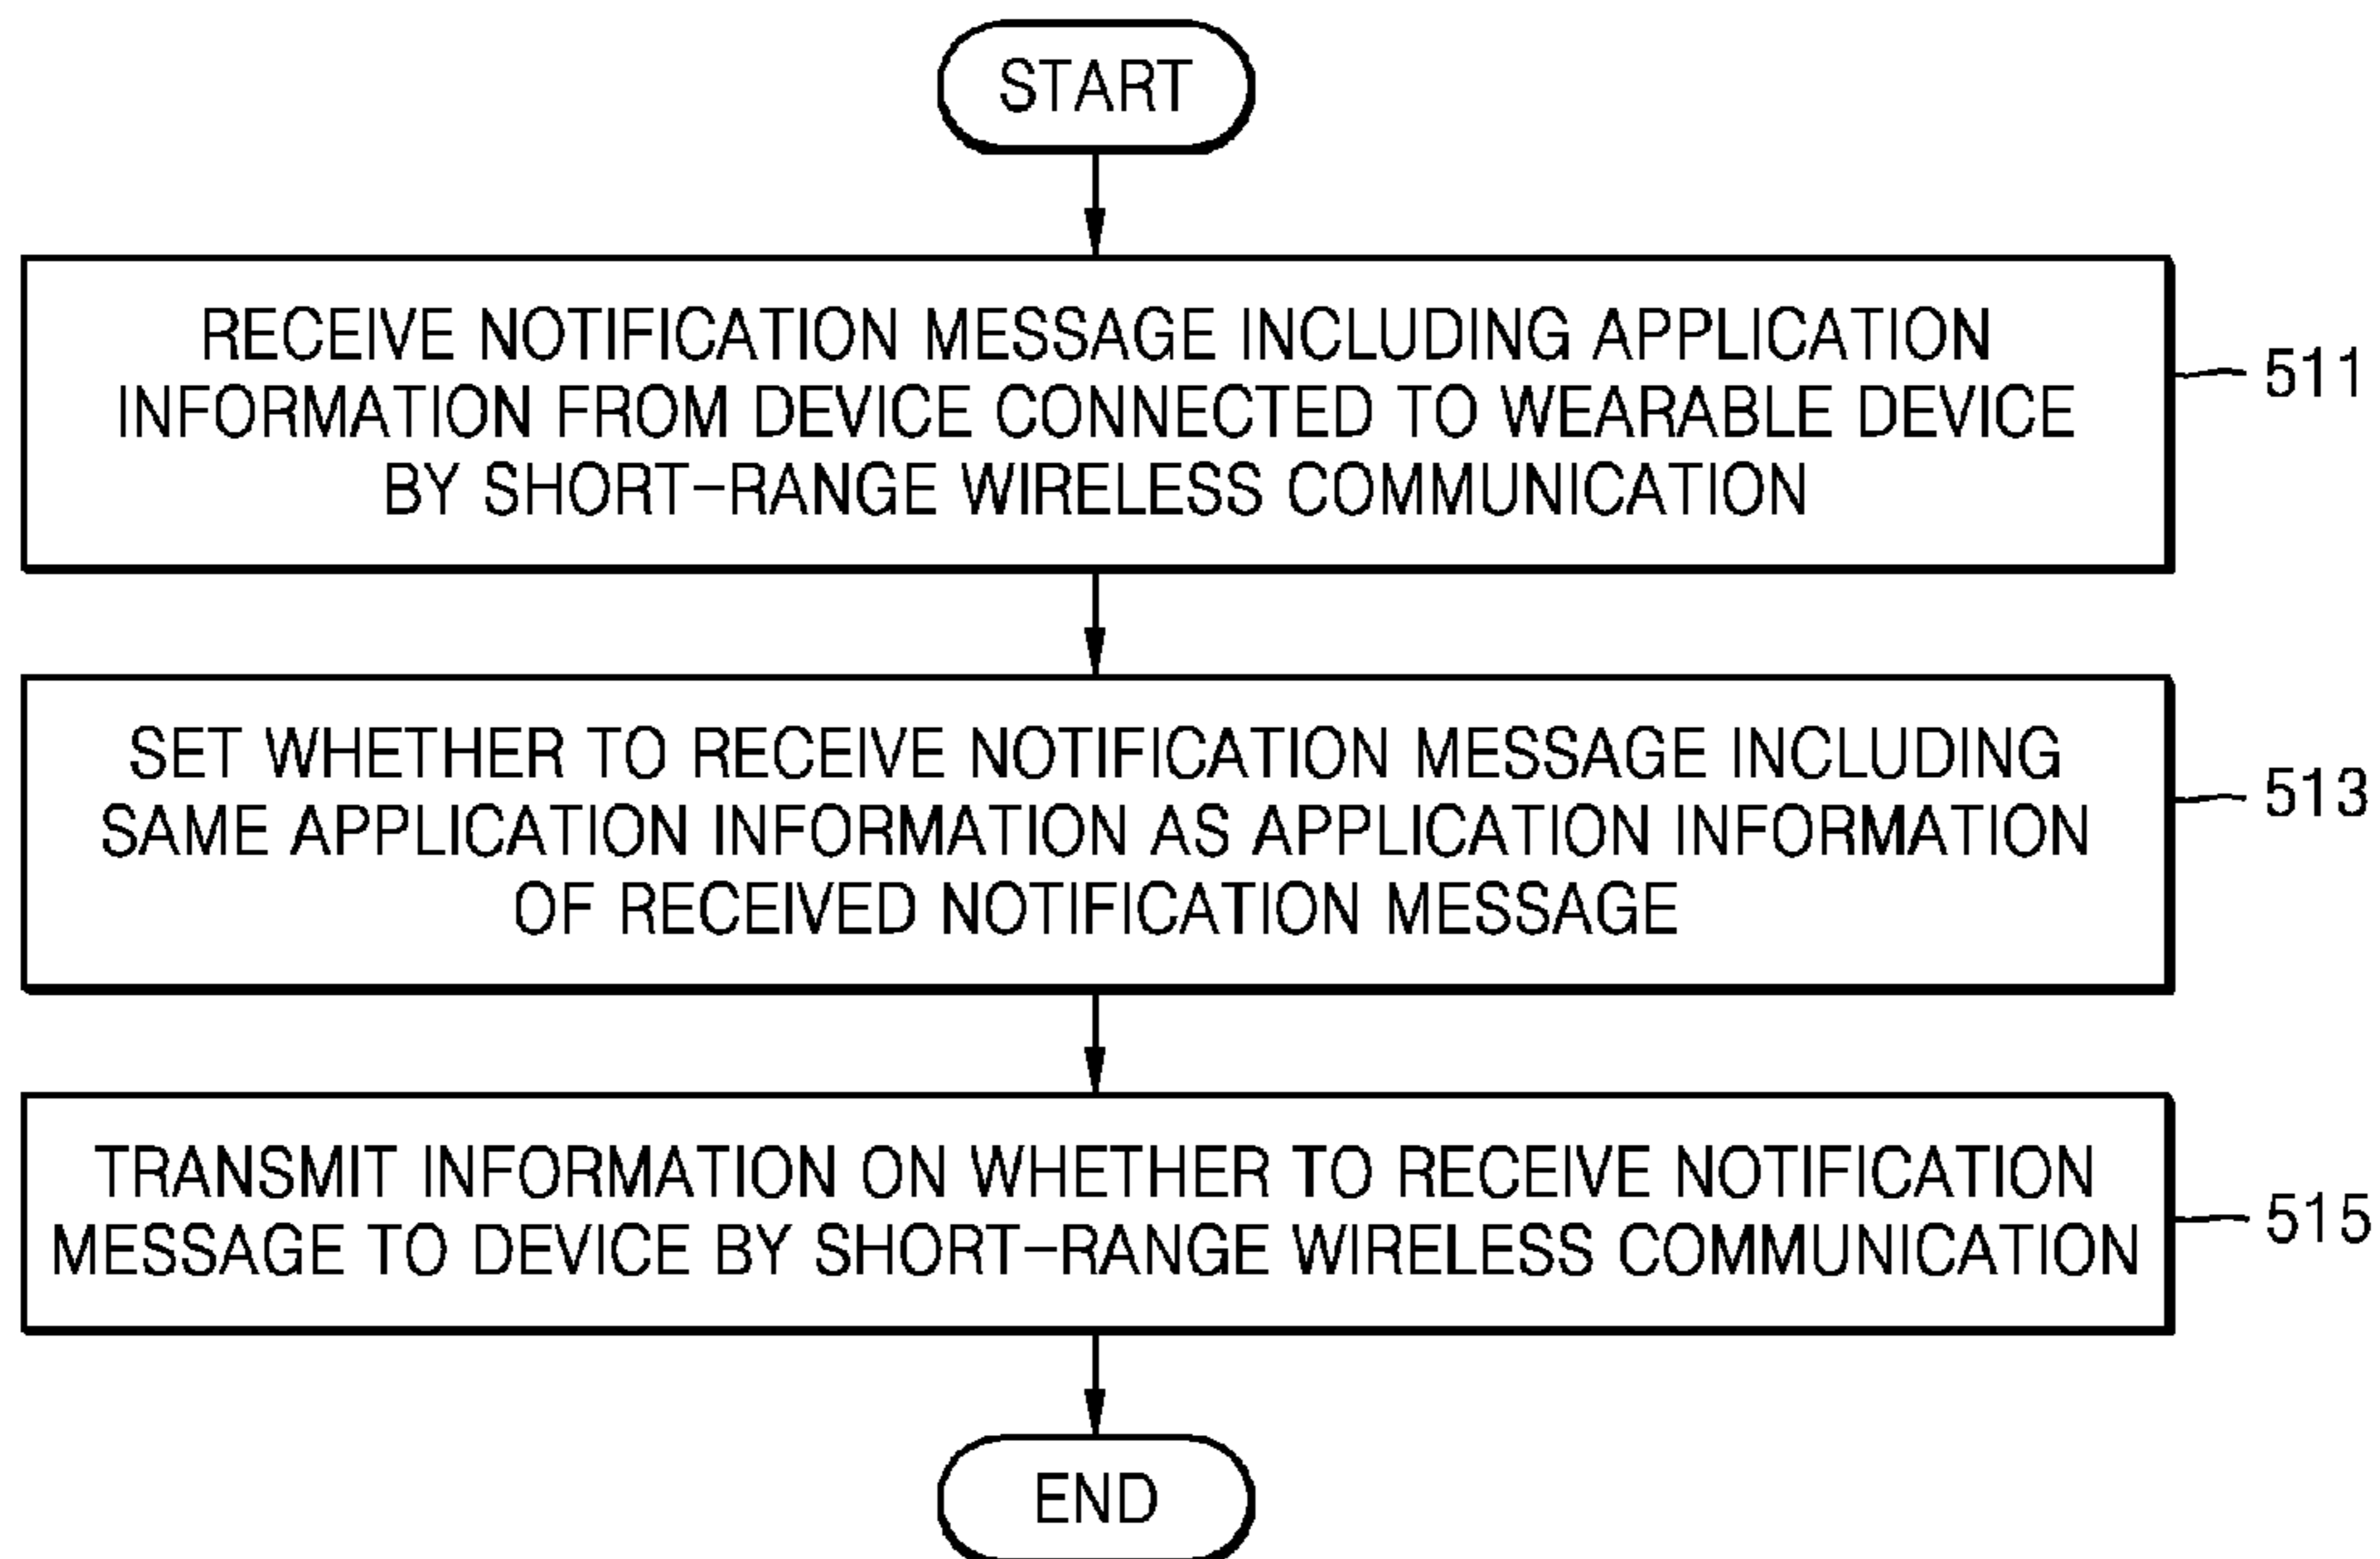 START
RECEIVE NOTIFICATION MESSAGE INCLUDING APPLICATION
INFORMATION FROM DEVICE CONNECTED TO WEARABLE DEVICE
BY SHORT-RANGE WIRELESS COMMUNICATION
511
SET WHETHER TO RECEIVE NOTIFICATION MESSAGE INCLUDING
SAME APPLICATION INFORMATION AS APPLICATION INFORMATION
OF RECEIVED NOTIFICATION MESSAGE
513
TRANSMIT INFORMATION ON WHETHER TO RECEIVE NOTIFICATION
MESSAGE TO DEVICE BY SHORT-RANGE WIRELESS COMMUNICATION
515
END